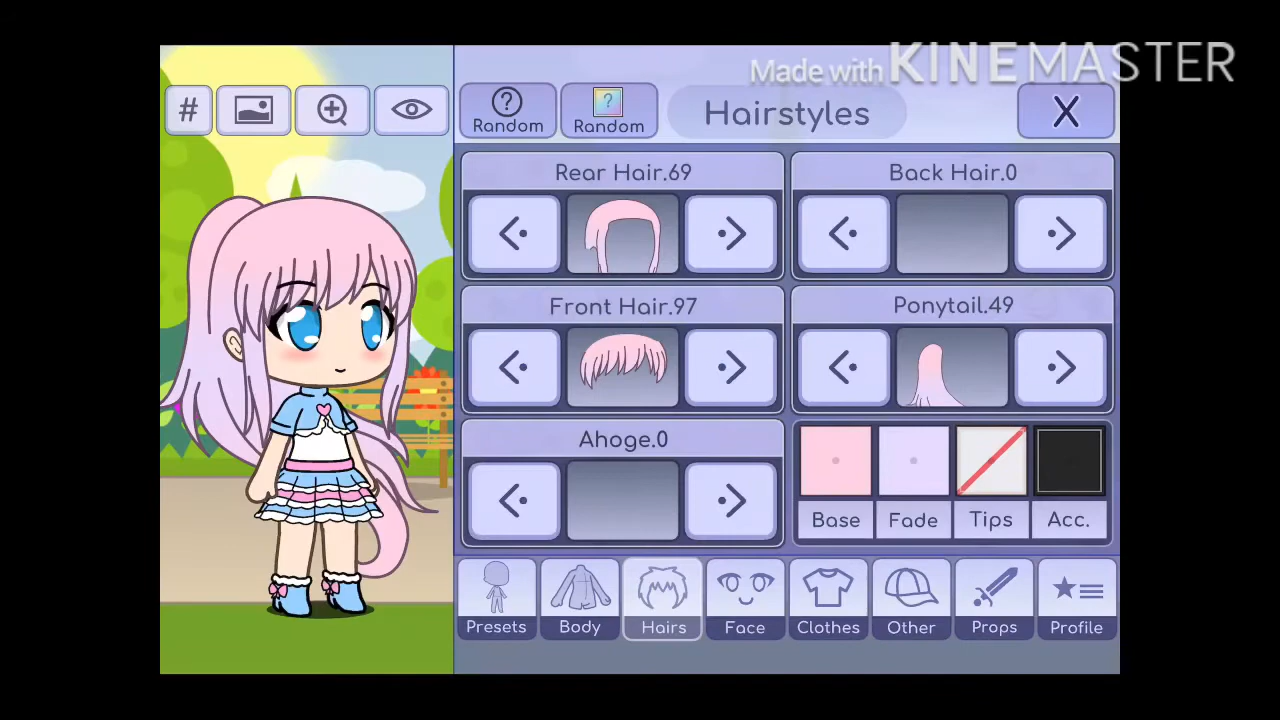 Made with KINEMASTER
#
? Random
? Random
Hairstyles
X
Rear Hair.69
Back Hair.0
Front Hair.97
Ponytail.49
Ahoge.0
Base
Fade
Tips
Acc.
Presets
Body
Hairs
Face
Clothes
Other
Props
Profile